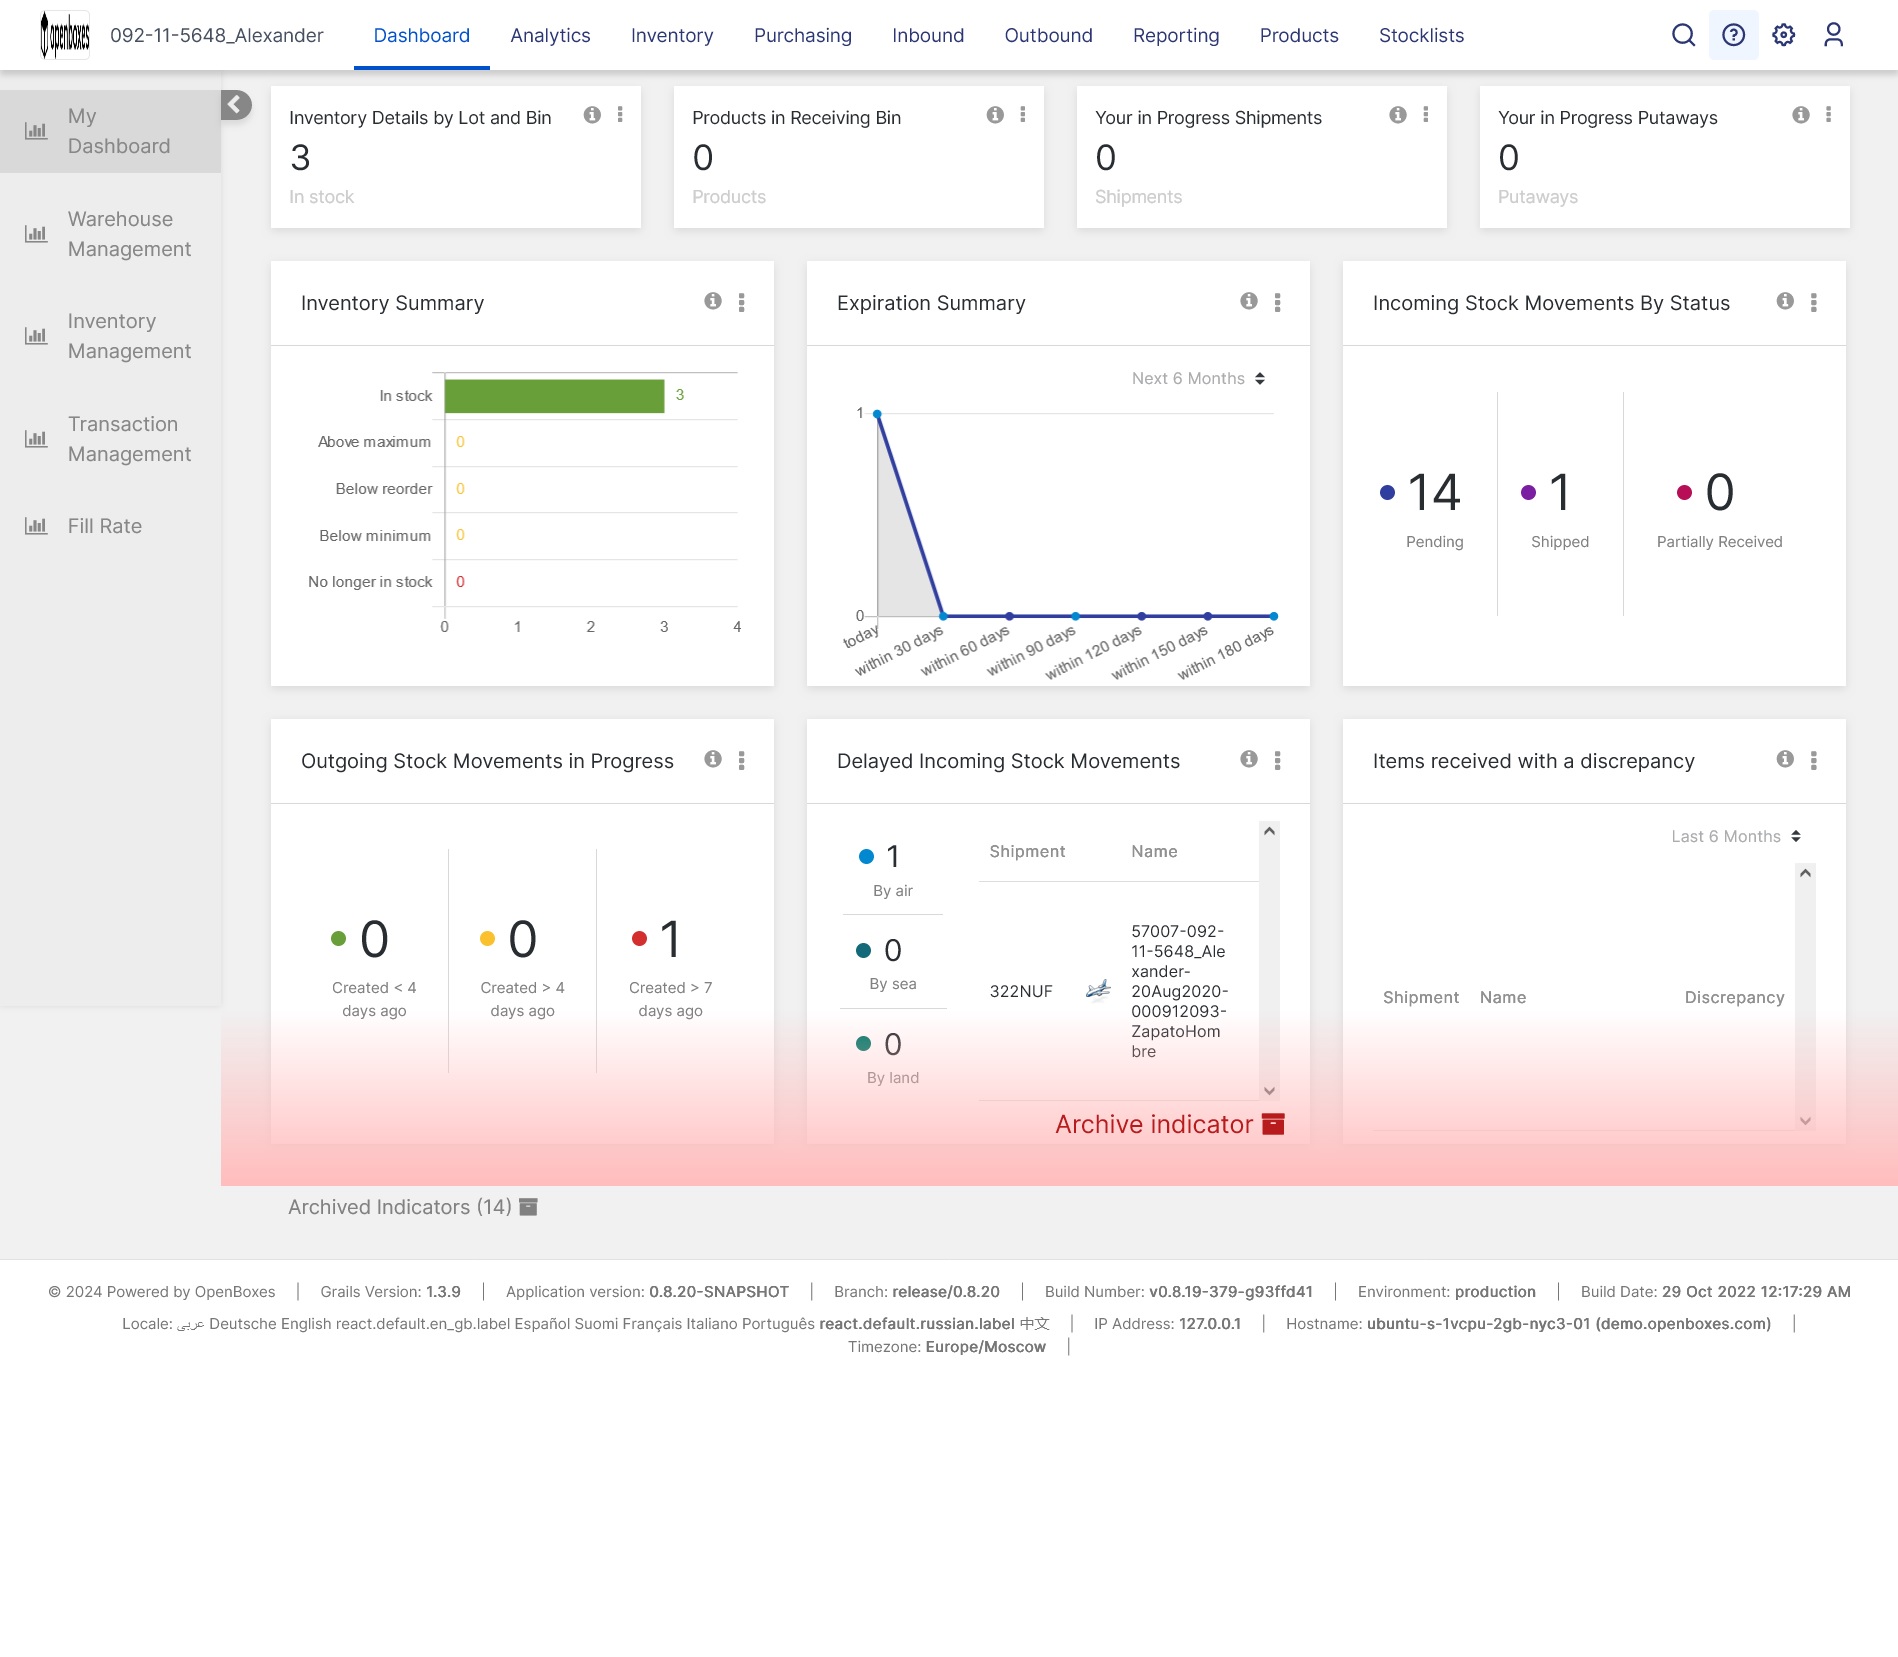 openboxes
092-11-5648_Alexander
Dashboard
Analytics
Inventory
Purchasing
Inbound
Outbound
Reporting
Products
Stocklists
My
Dashboard
Warehouse
Management
Inventory
Management
Transaction
Management
Fill Rate
Inventory Details by Lot and Bin
3
In stock
Products in Receiving Bin
0
Products
Your in Progress Shipments
0
Shipments
Your in Progress Putaways
0
Putaways
Inventory Summary
In stock 3
Above maximum 0
Below reorder 0
Below minimum 0
No longer in stock 0
0 1 2 3 4
Expiration Summary
Next 6 Months
1
0
today
within 30 days
within 60 days
within 90 days
within 120 days
within 150 days
within 180 days
Incoming Stock Movements By Status
14
Pending
1
Shipped
0
Partially Received
Outgoing Stock Movements in Progress
0
Created < 4
days ago
0
Created > 4
days ago
1
Created > 7
days ago
Delayed Incoming Stock Movements
1
By air
0
By sea
0
By land
Shipment Name
322NUF
57007-092-
11-5648_Ale
xander-
20Aug2020-
000912093-
ZapatoHom
bre
Archive indicator
Items received with a discrepancy
Last 6 Months
Shipment Name Discrepancy
Archived Indicators (14)
© 2024 Powered by OpenBoxes | Grails Version: 1.3.9 | Application version: 0.8.20-SNAPSHOT | Branch: release/0.8.20 | Build Number: v0.8.19-379-g93ffd41 | Environment: production | Build Date: 29 Oct 2022 12:17:29 AM
Locale: عربى Deutsche English react.default.en_gb.label Español Suomi Français Italiano Português react.default.russian.label 中文 | IP Address: 127.0.0.1 | Hostname: ubuntu-s-1vcpu-2gb-nyc3-01 (demo.openboxes.com) |
Timezone: Europe/Moscow |